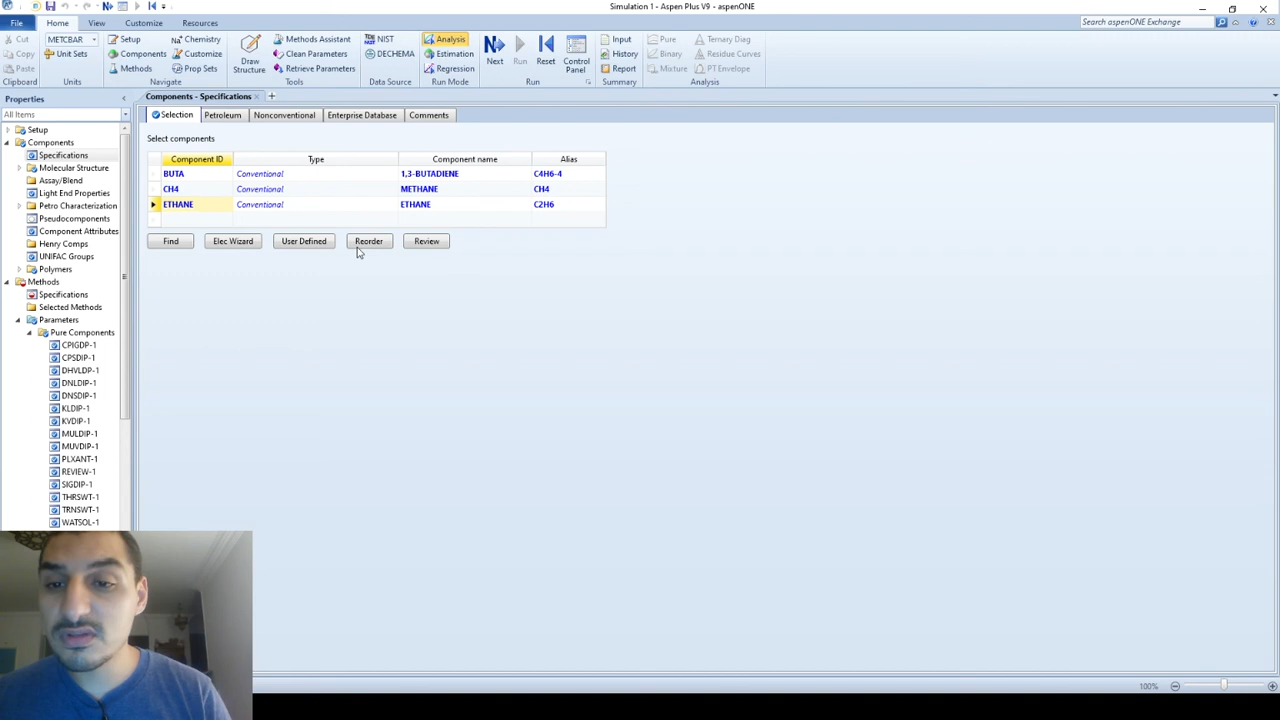 Simulation 1 - Aspen Plus V9 - aspenONE
File Home View Customize Resources
Search aspenONE Exchange
Cut METCBAR Setup Chemistry Methods Assistant NIST Analysis Input Pure Ternary Diag
Copy Unit Sets Components Customize Clean Parameters DECHEMA Estimation History Binary Residue Curves
Paste Methods Prop Sets Draw Structure Retrieve Parameters Regression Next Run Reset Control Panel Report Mixture PT Envelope
Clipboard Units Navigate Tools Data Source Run Mode Run Summary Analysis
Properties
All Items
Setup
Components
Specifications
Molecular Structure
Assay/Blend
Light End Properties
Petro Characterization
Pseudocomponents
Component Attributes
Henry Comps
UNIFAC Groups
Polymers
Methods
Specifications
Selected Methods
Parameters
Pure Components
CPIGDP-1
CPSDIP-1
DHVLDP-1
DNLDIP-1
DNSDIP-1
KLDIP-1
KVDIP-1
MULDIP-1
MUVDIP-1
PLXANT-1
REVIEW-1
SIGDIP-1
THRSWT-1
TRNSWT-1
WATSOL-1
Components - Specifications
Selection Petroleum Nonconventional Enterprise Database Comments
Select components
Component ID Type Component name Alias
BUTA Conventional 1,3-BUTADIENE C4H6-4
CH4 Conventional METHANE CH4
ETHANE Conventional ETHANE C2H6
Find Elec Wizard User Defined Reorder Review
100%